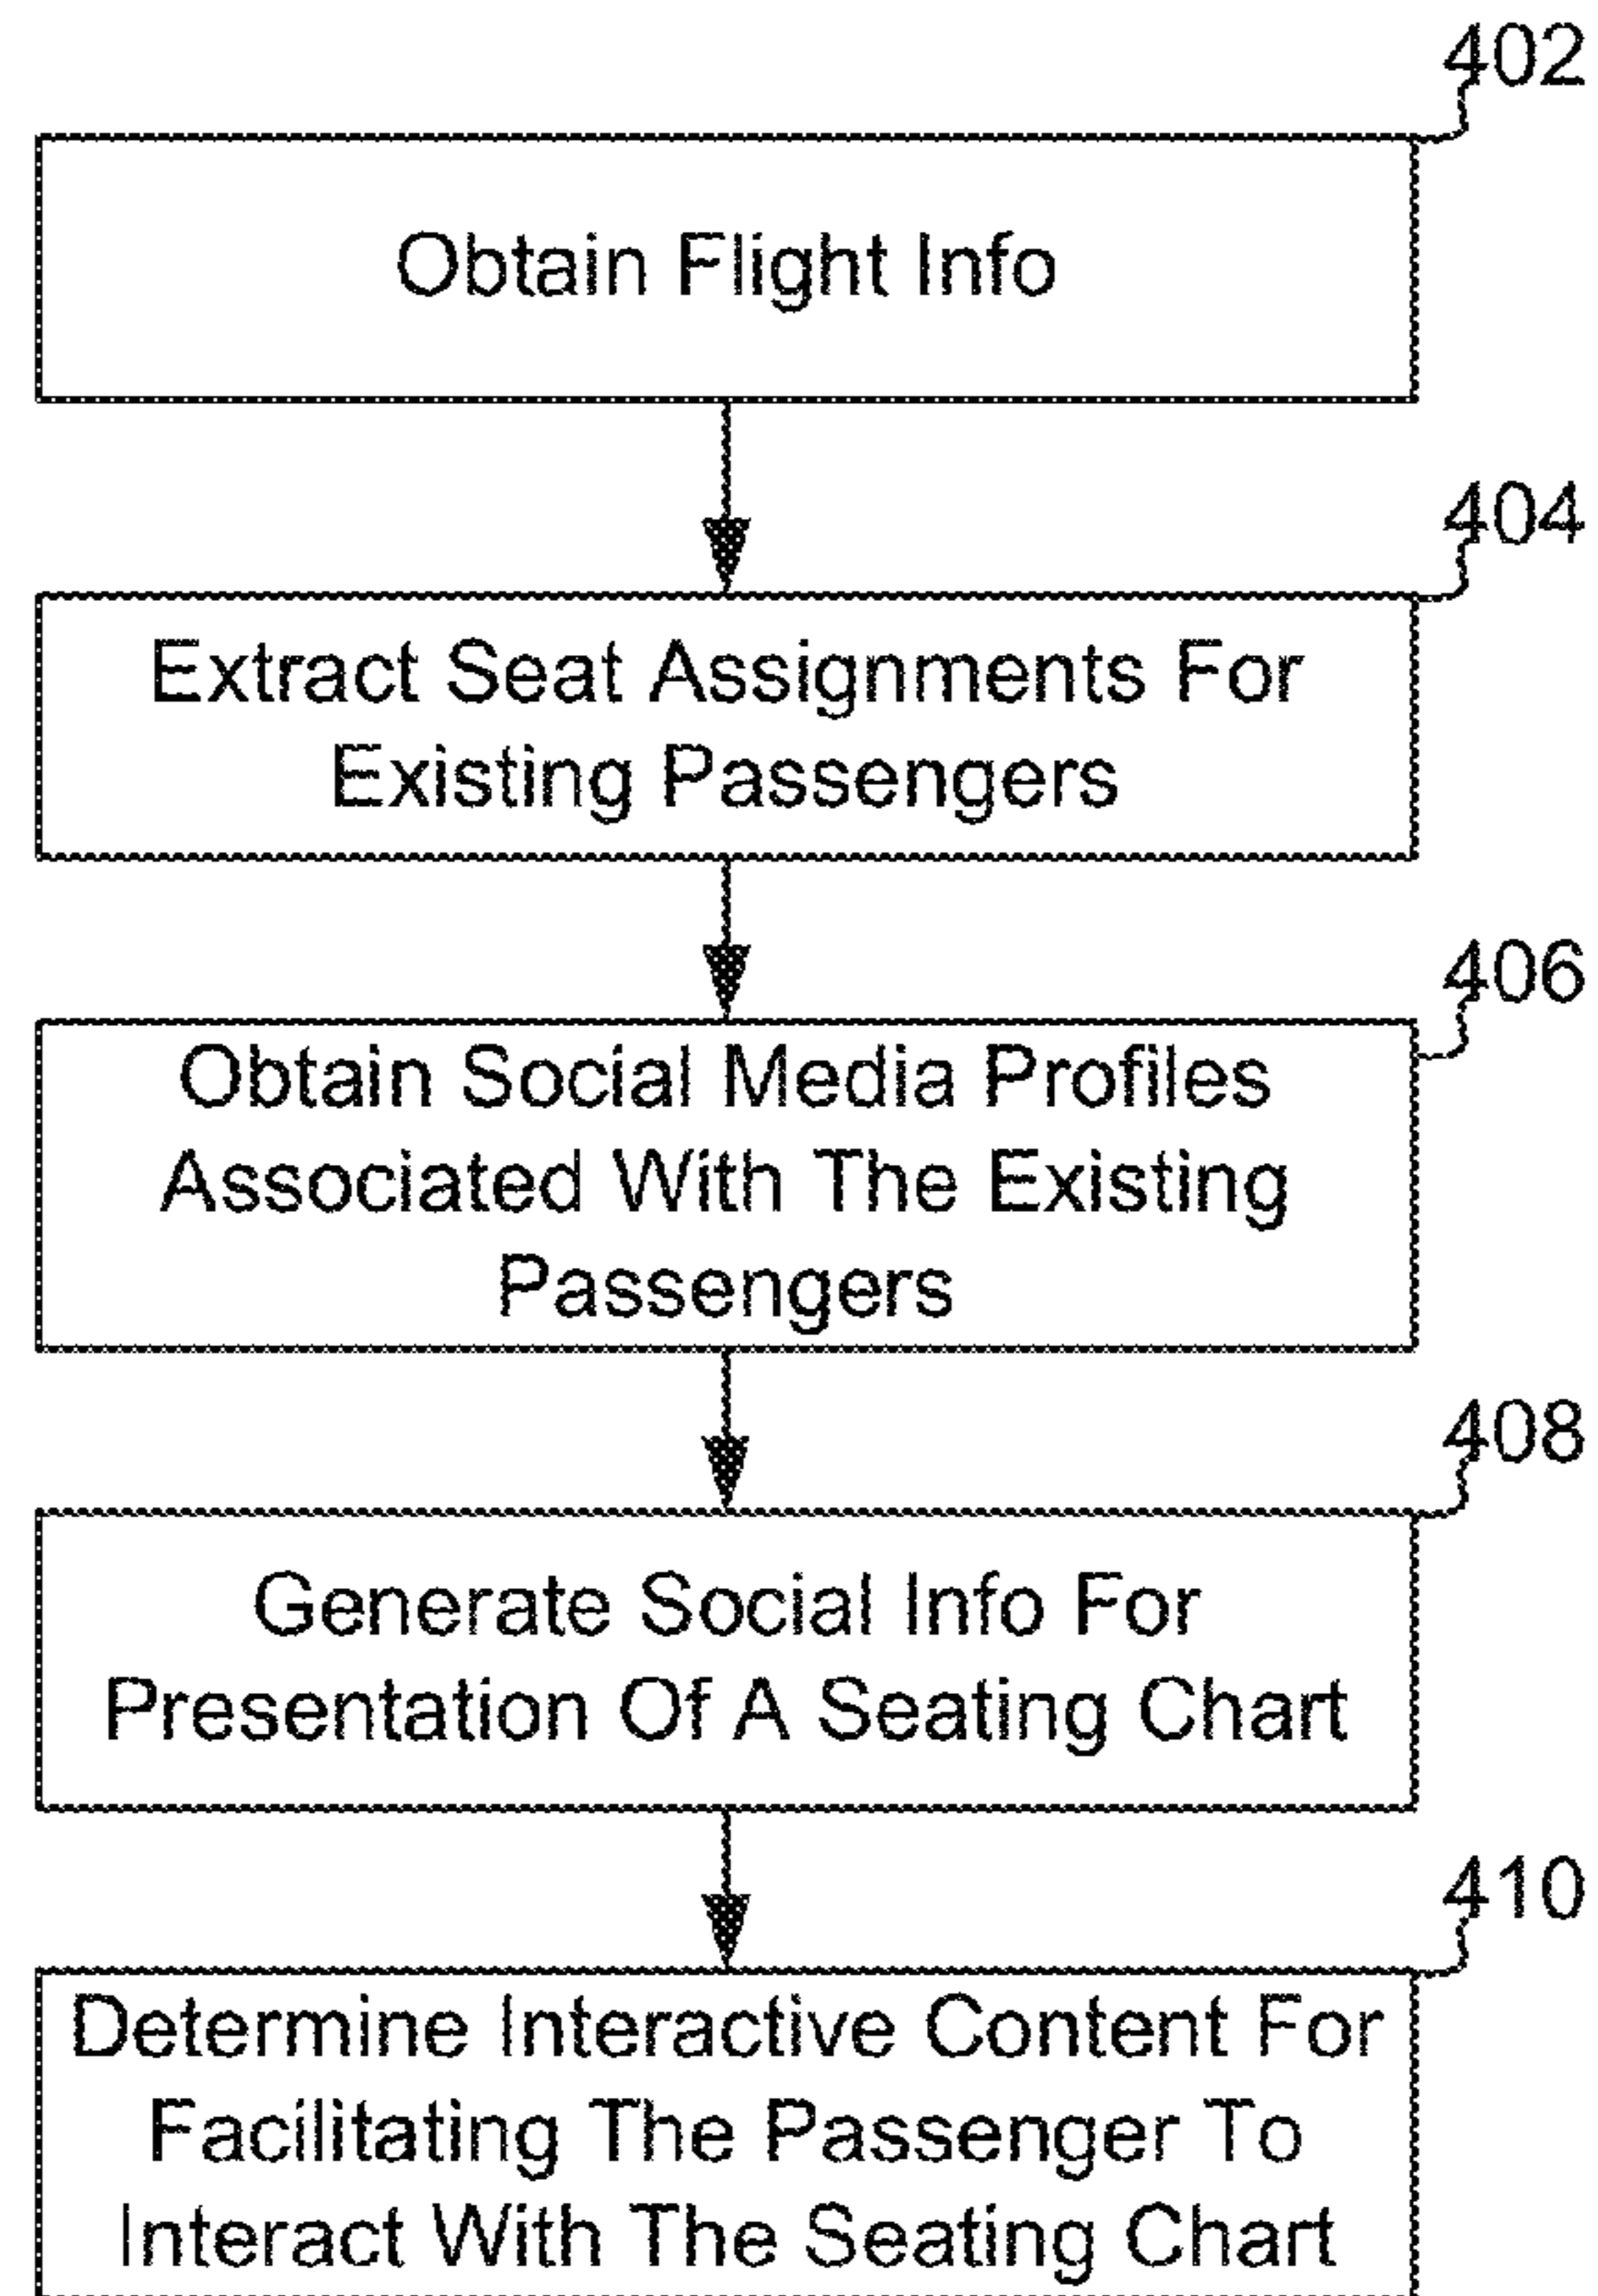 402
Obtain Flight Info
404
Extract Seat Assignments For
Existing Passengers
406
Obtain Social Media Profiles
Associated With The Existing
Passengers
408
Generate Social Info For
Presentation Of A Seating Chart
410
Determine Interactive Content For
Facilitating The Passenger To
Interact With The Seating Chart